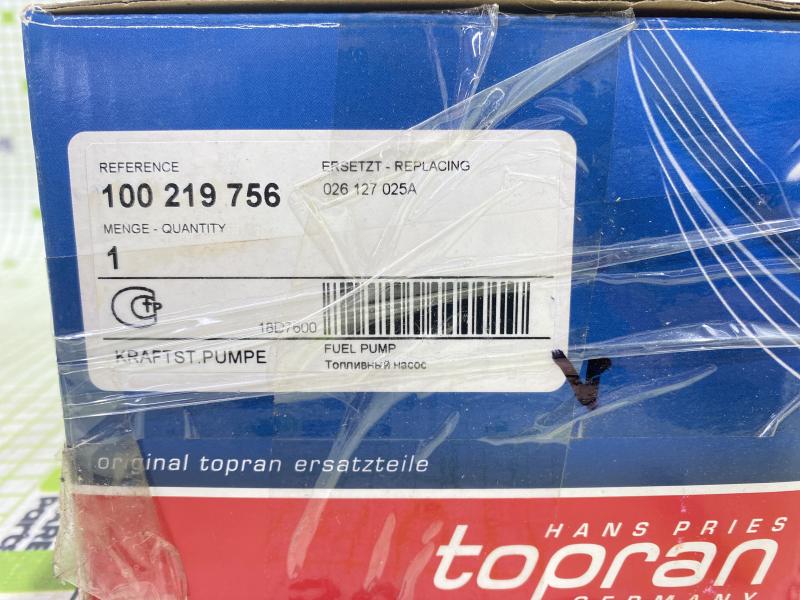 REFERENCE
ERSETZT - REPLACING
100 219 756
026 127 025A
MENGE - QUANTITY
1
18D7600
KRAFTST.PUMPE
FUEL PUMP
Топливный насос
original topran ersatzteile
HANS PRIES
topran
GERMANY